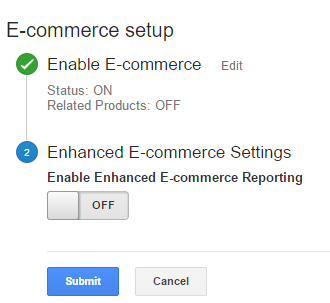 E-commerce setup
Enable E-commerce Edit
Status: ON
Related Products: OFF
2 Enhanced E-commerce Settings
Enable Enhanced E-commerce Reporting
OFF
Submit Cancel